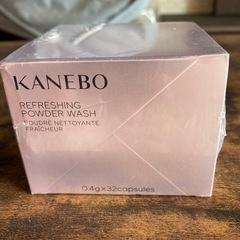 KANEBO
REFRESHING
POWDER WASH
POUDRE NETTOYANTE
FRAÎCHEUR
0.4g×32capsules